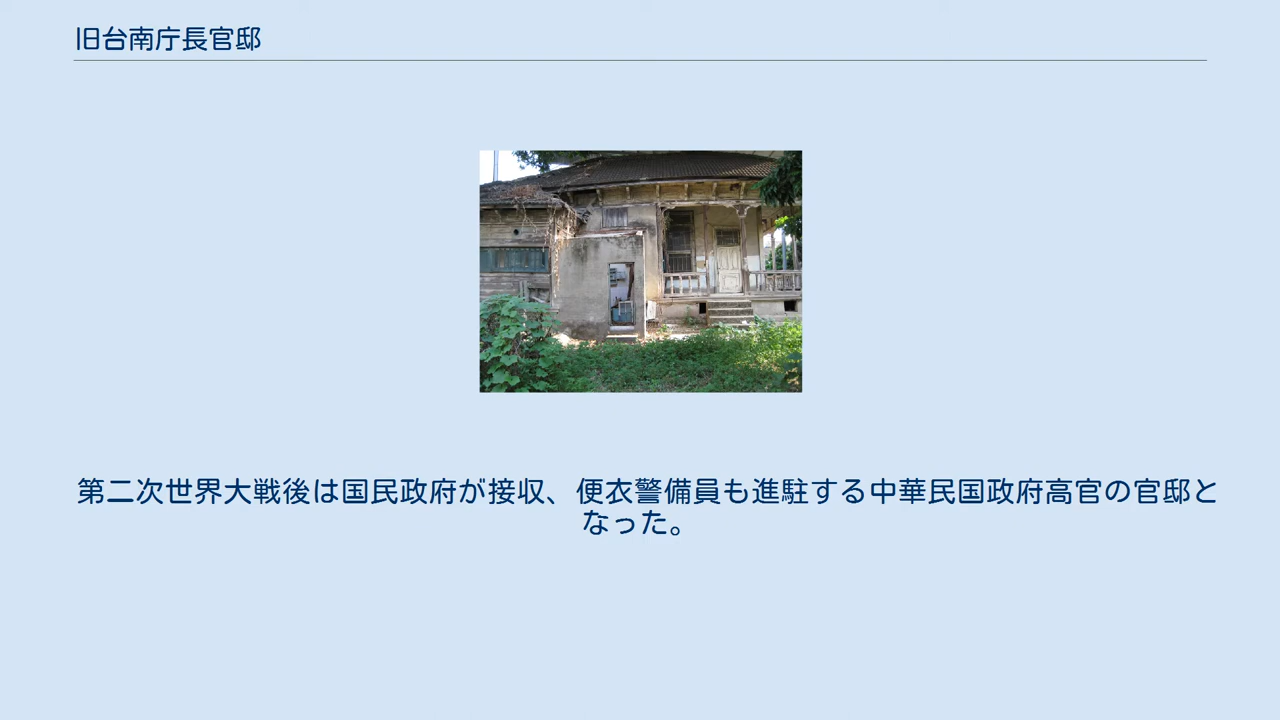 旧台南庁長官邸
第二次世界大戦後は国民政府が接収、便衣警備員も進駐する中華民国政府高官の官邸と
なった。